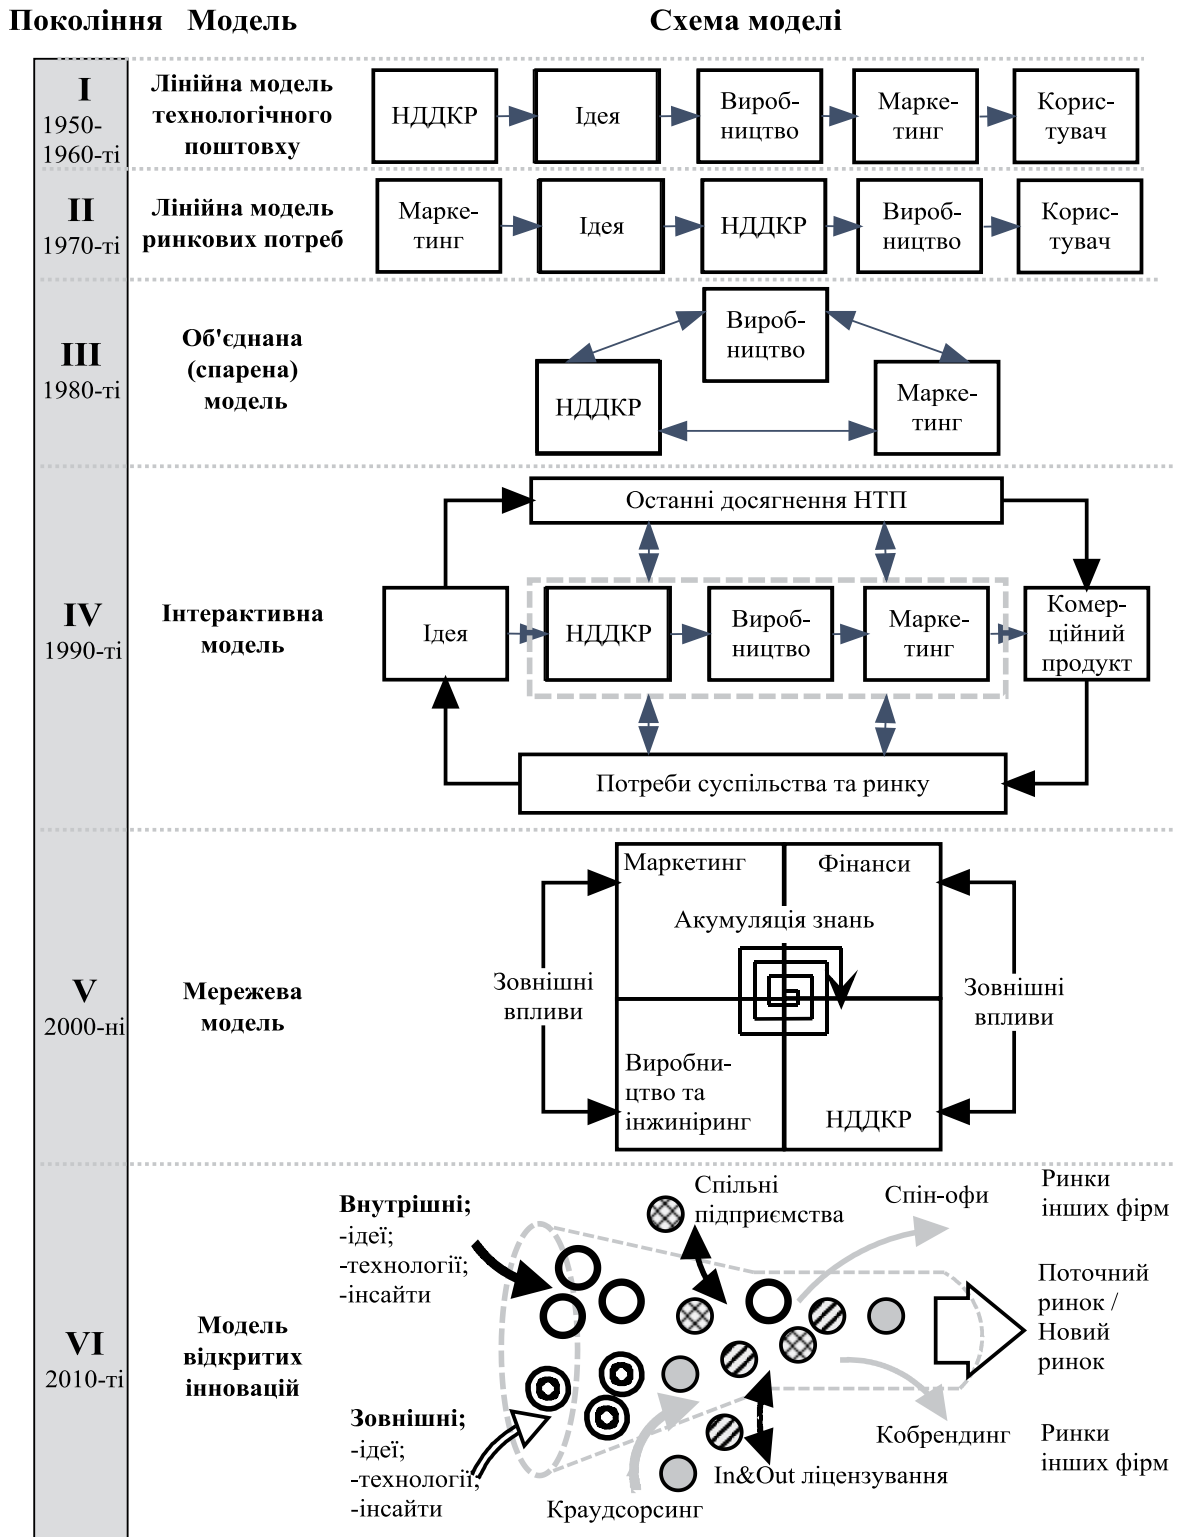 Покоління Модель Схема моделі
I
1950-
1960-ті
Лінійна модель
технологічного
поштовху
НДДКР
Ідея
Вироб-
ництво
Марке-
тинг
Корис-
тувач
II
1970-ті
Лінійна модель
ринкових потреб
Марке-
тинг
Ідея
НДДКР
Вироб-
ництво
Корис-
тувач
III
1980-ті
Об'єднана
(спарена)
модель
Вироб-
ництво
НДДКР
Марке-
тинг
IV
1990-ті
Інтерактивна
модель
Останні досягнення НТП
Ідея
НДДКР
Вироб-
ництво
Марке-
тинг
Комер-
ційний
продукт
Потреби суспільства та ринку
V
2000-ні
Мережева
модель
Зовнішні
впливи
Маркетинг
Фінанси
Акумуляція знань
Виробни-
цтво та
інжиніринг
НДДКР
Зовнішні
впливи
VI
2010-ті
Модель
відкритих
інновацій
Внутрішні;
-ідеї;
-технології;
-інсайти
Зовнішні;
-ідеї;
-технології;
-інсайти
Спільні
підприємства
Спін-офи
Ринки
інших фірм
Поточний
ринок /
Новий
ринок
Кобрендинг
Ринки
інших фірм
In&Out ліцензування
Краудсорсинг